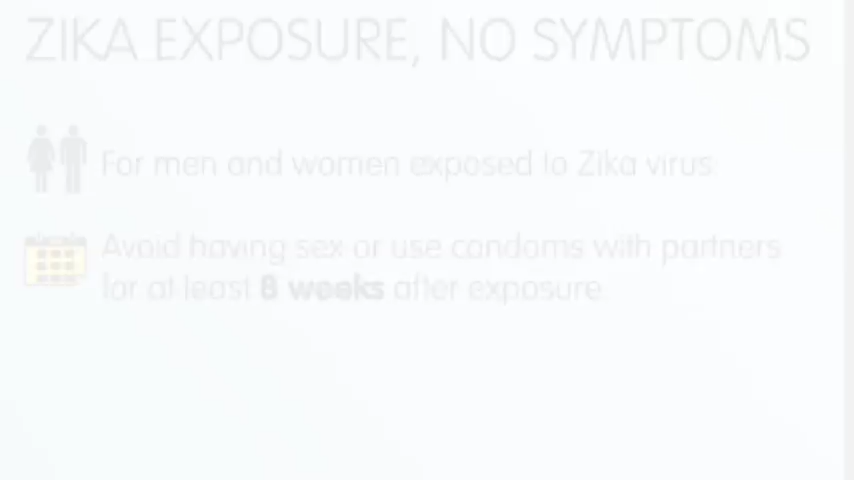 ZIKA EXPOSURE, NO SYMPTOMS
For men and women exposed to Zika virus:
Avoid having sex or use condoms with partners
for at least 8 weeks after exposure